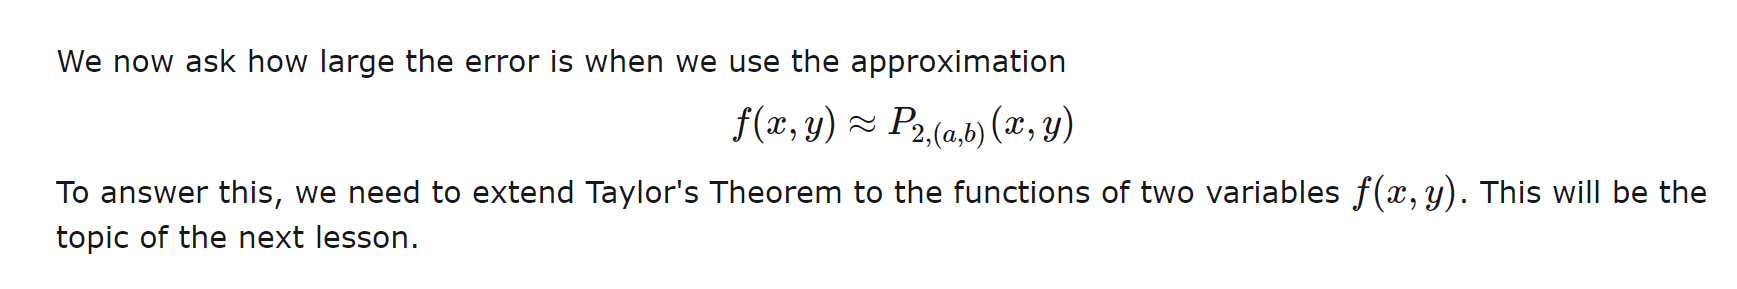 We now ask how large the error is when we use the approximation
f(x, y) ≈ P_{2,(a,b)}(x, y)
To answer this, we need to extend Taylor's Theorem to the functions of two variables f(x, y). This will be the
topic of the next lesson.